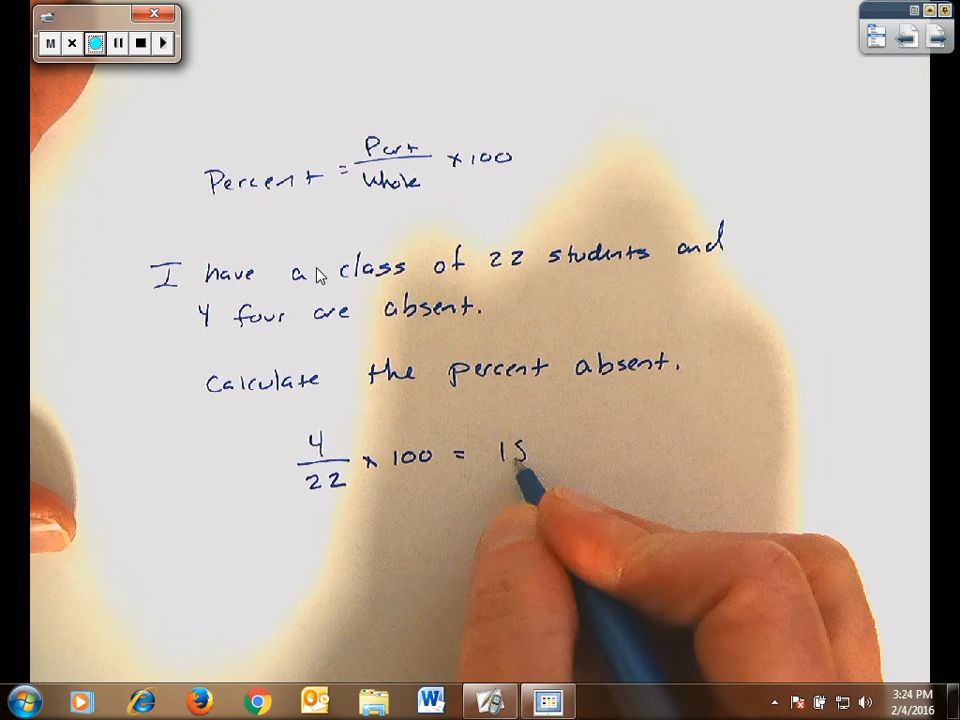 M
Part
Percent = ― × 100
Whole
I have a class of 22 students and
4 four are absent.
Calculate the percent absent.
4
― × 100 = 15
22
3:24 PM
2/4/2016